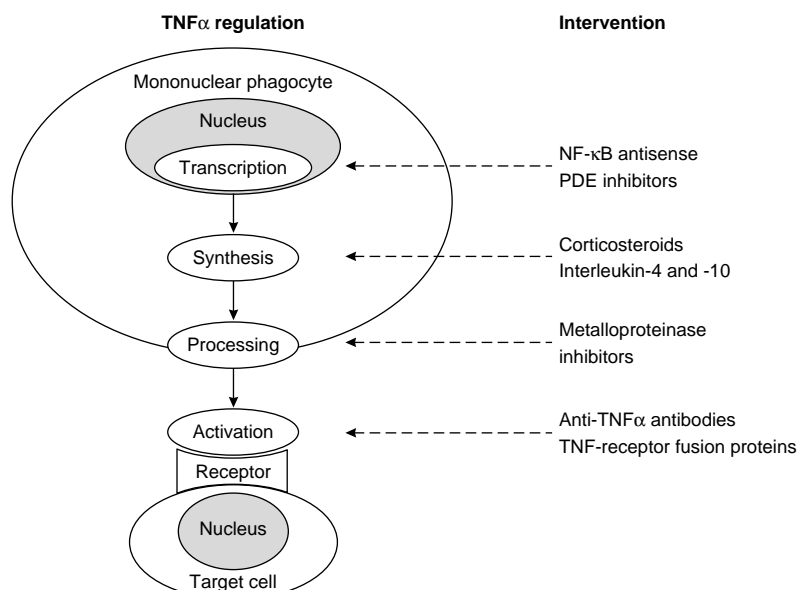 TNFα regulation
Intervention
Mononuclear phagocyte
Nucleus
Transcription
NF-κB antisense
PDE inhibitors
Synthesis
Corticosteroids
Interleukin-4 and -10
Processing
Metalloproteinase
inhibitors
Activation
Anti-TNFα antibodies
TNF-receptor fusion proteins
Receptor
Nucleus
Target cell